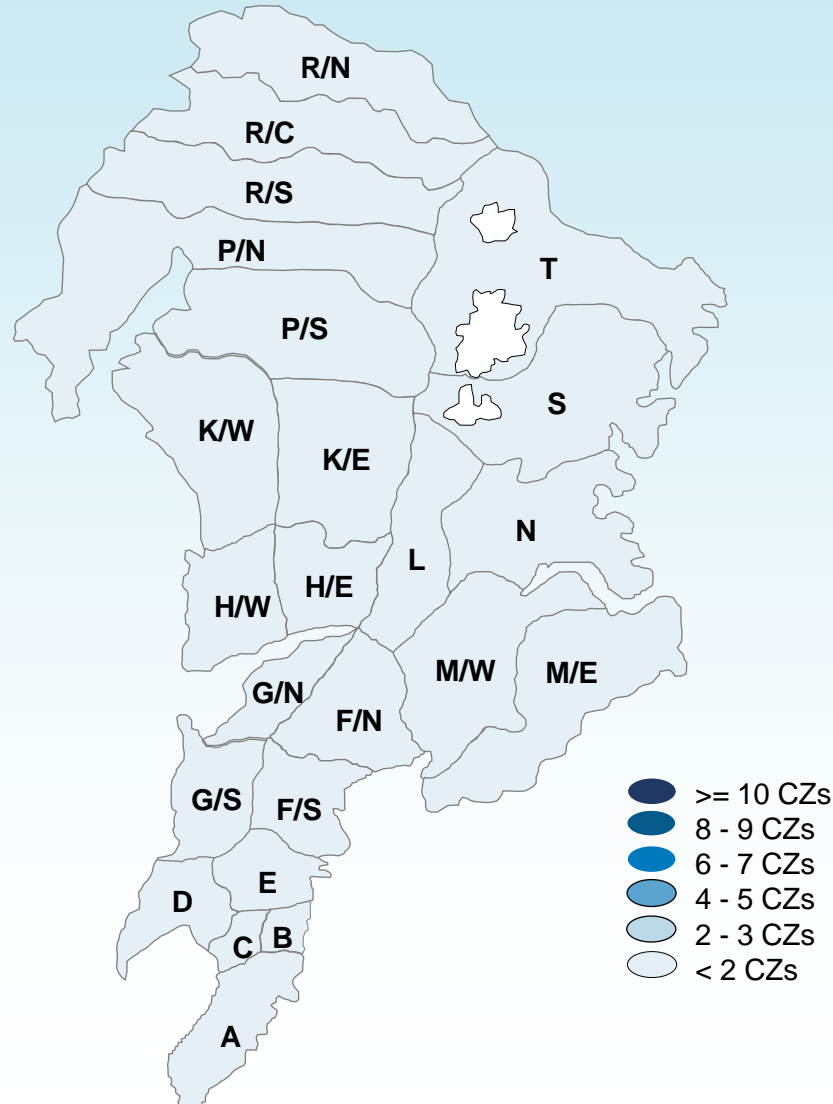 R/N
R/C
R/S
P/N
T
P/S
S
K/W
K/E
N
L
H/E
H/W
M/W
M/E
G/N
F/N
G/S
F/S
E
D
B
C
A
>= 10 CZs
8 - 9 CZs
6 - 7 CZs
4 - 5 CZs
2 - 3 CZs
< 2 CZs